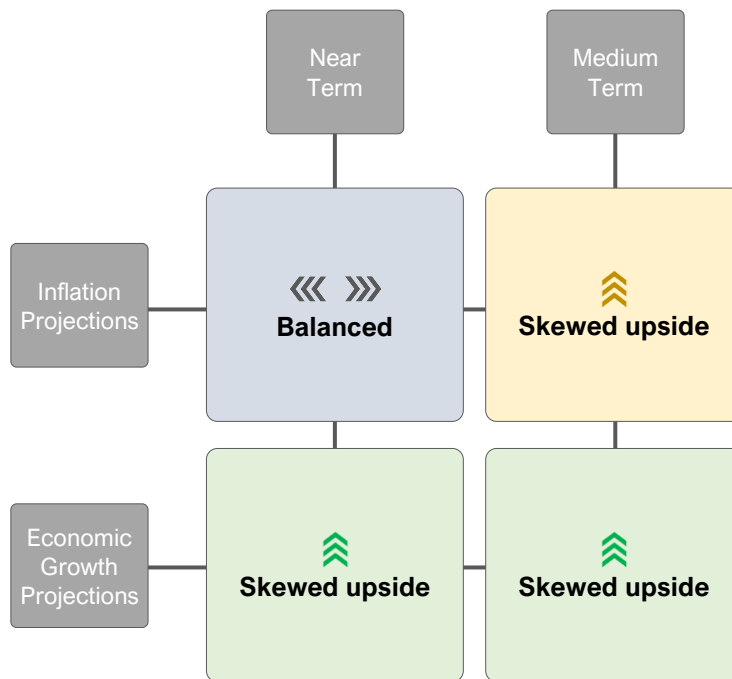 Near
Term
Medium
Term
Inflation
Projections
Balanced
Skewed upside
Economic
Growth
Projections
Skewed upside
Skewed upside